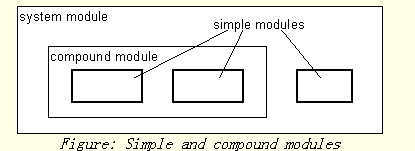 system module
simple modules
compound module
Figure: Simple and compound modules